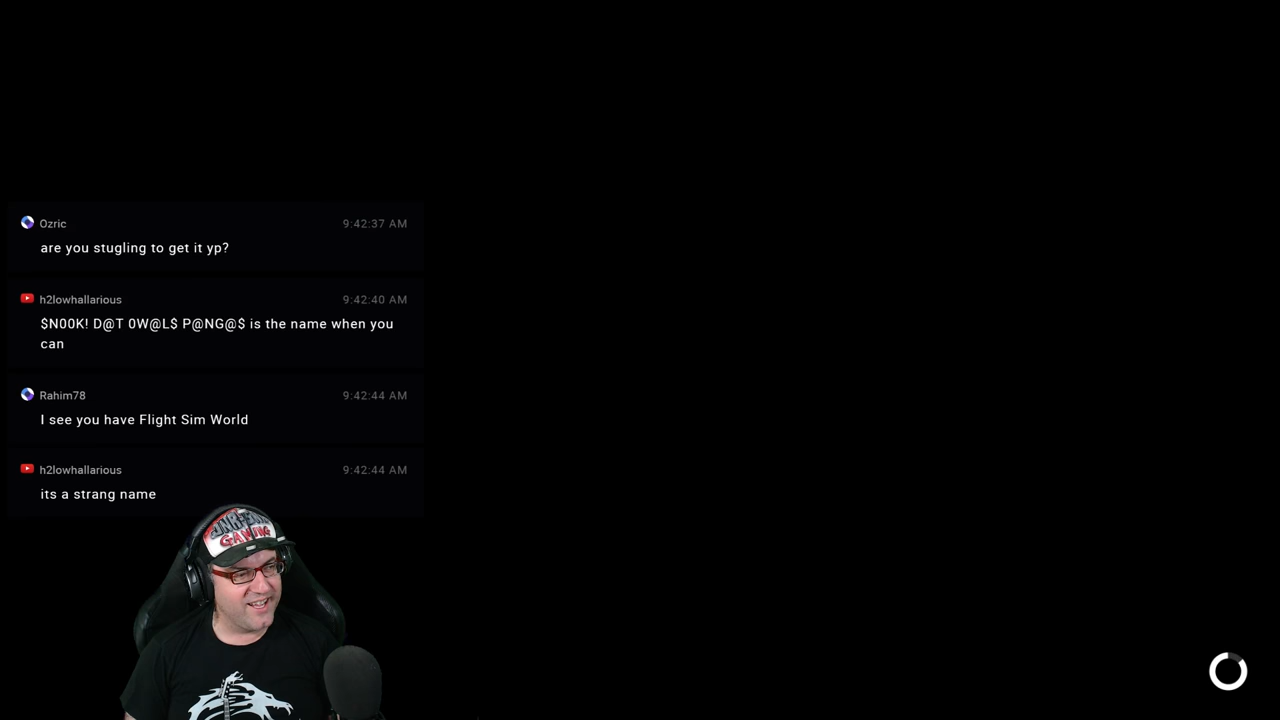 Ozric
9:42:37 AM
are you stugling to get it yp?
h2lowhallarious
9:42:40 AM
$N00K! D@T 0W@L$ P@NG@$ is the name when you
can
Rahim78
9:42:44 AM
I see you have Flight Sim World
h2lowhallarious
9:42:44 AM
its a strang name
GAMING